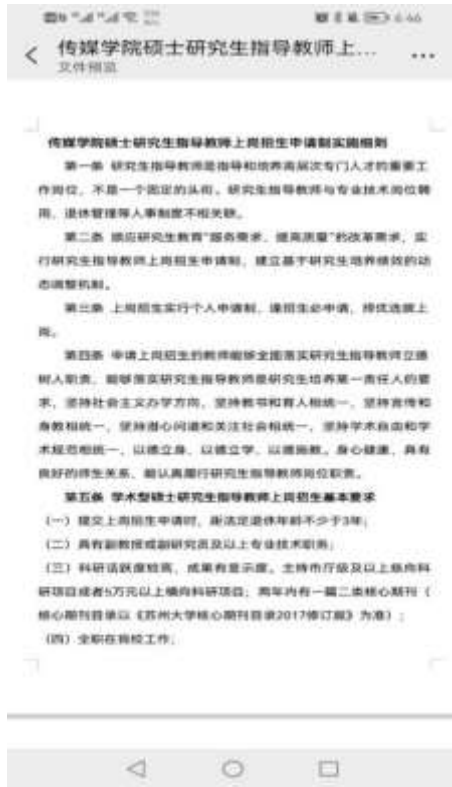 传媒学院硕士研究生指导教师上...
文件预览
传媒学院硕士研究生指导教师上岗招生申请制实施细则
第一条 研究生指导教师是指导和培养高层次专门人才的重要工
作岗位，不是一个固定的头衔。研究生指导教师与专业技术岗位聘
用、退休管理等人事制度不相关联。
第二条 顺应研究生教育“服务需求、提高质量”的改革需求，实
行研究生指导教师上岗招生申请制，建立基于研究生培养绩效的动
态调整机制。
第三条 上岗招生实行个人申请制，逢招生必申请，择优选拔上
岗。
第四条 申请上岗招生的教师能够全面落实研究生指导教师立德
树人职责，能够落实研究生指导教师是研究生培养第一责任人的要
求，坚持社会主义办学方向，坚持教书和育人相统一，坚持言传和
身教相统一，坚持潜心问道和关注社会相统一，坚持学术自由和学
术规范相统一，以德立身、以德立学、以德施教。身心健康，具有
良好的师生关系，能认真履行研究生指导教师岗位职责。
第五条 学术型硕士研究生指导教师上岗招生基本要求
（一）提交上岗招生申请时，距法定退休年龄不少于3年；
（二）具有副教授或副研究员及以上专业技术职务；
（三）科研活跃度较高，成果有显示度。主持市厅级及以上纵向科
研项目或者5万元以上横向科研项目；两年内有一篇二类核心期刊（
核心期刊目录以《苏州大学核心期刊目录2017修订版》为准）；
（四）全职在我校工作；